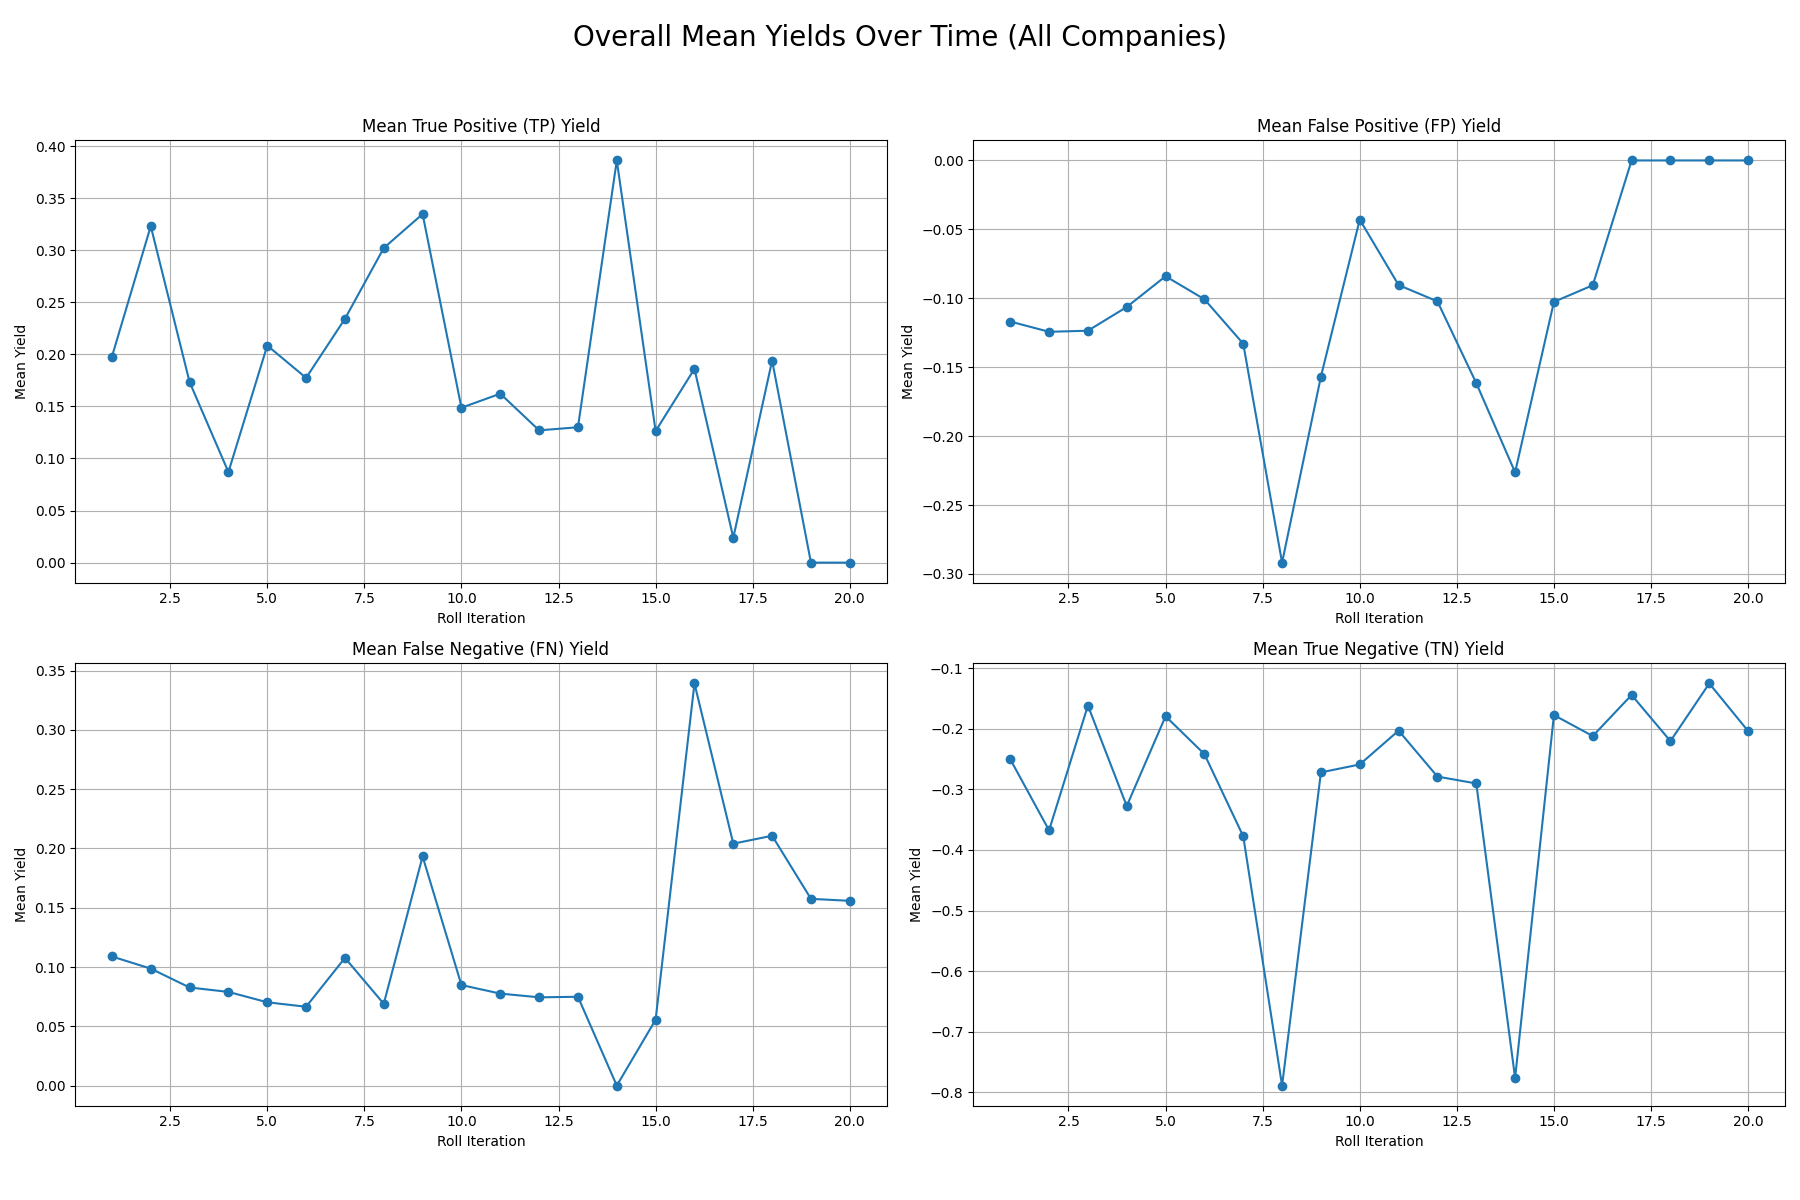 Overall Mean Yields Over Time (All Companies)
Mean True Positive (TP) Yield
Mean Yield
0.40
0.35
0.30
0.25
0.20
0.15
0.10
0.05
0.00
2.5 5.0 7.5 10.0 12.5 15.0 17.5 20.0
Roll Iteration
Mean False Positive (FP) Yield
Mean Yield
0.00
−0.05
−0.10
−0.15
−0.20
−0.25
−0.30
2.5 5.0 7.5 10.0 12.5 15.0 17.5 20.0
Roll Iteration
Mean False Negative (FN) Yield
Mean Yield
0.35
0.30
0.25
0.20
0.15
0.10
0.05
0.00
2.5 5.0 7.5 10.0 12.5 15.0 17.5 20.0
Roll Iteration
Mean True Negative (TN) Yield
Mean Yield
−0.1
−0.2
−0.3
−0.4
−0.5
−0.6
−0.7
−0.8
2.5 5.0 7.5 10.0 12.5 15.0 17.5 20.0
Roll Iteration